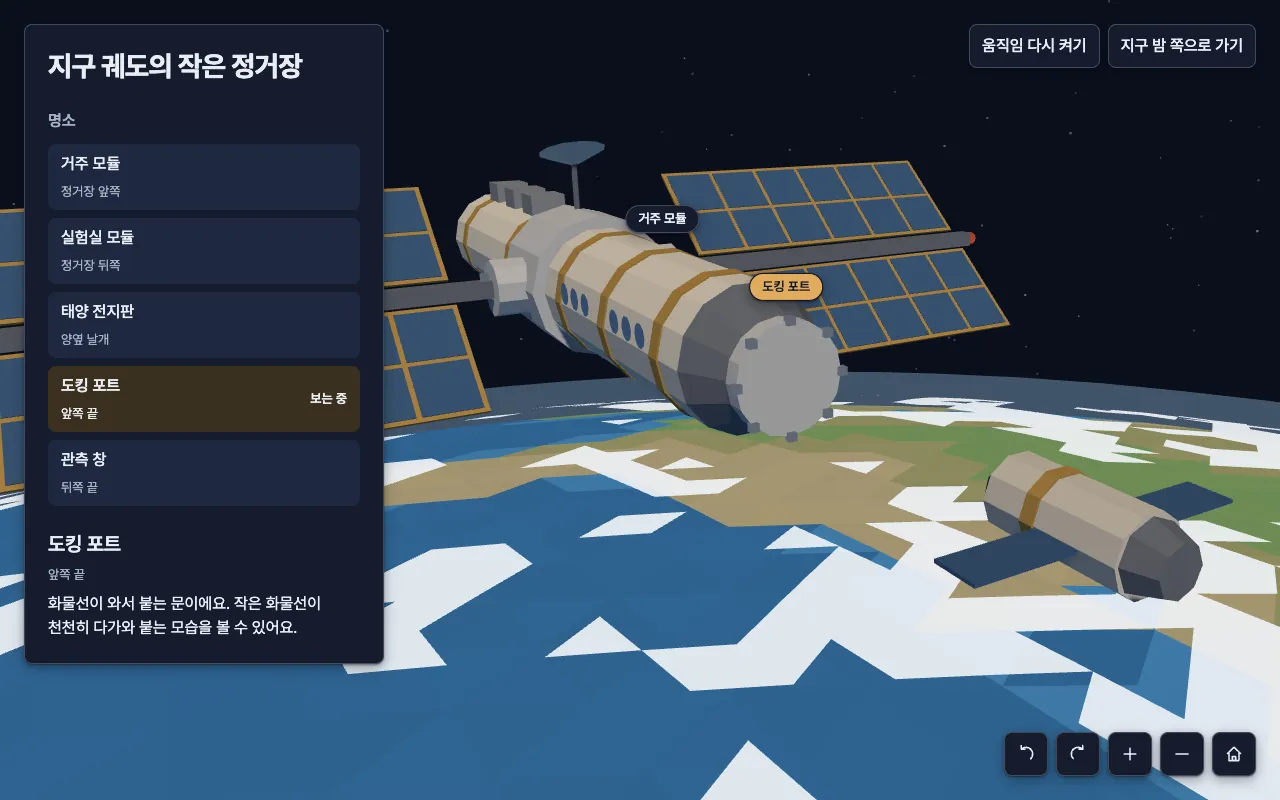 지구 궤도의 작은 정거장
명소
거주 모듈
정거장 앞쪽
실험실 모듈
정거장 뒤쪽
태양 전지판
양옆 날개
도킹 포트
앞쪽 끝
보는 중
관측 창
뒤쪽 끝
도킹 포트
앞쪽 끝
화물선이 와서 붙는 문이에요. 작은 화물선이
천천히 다가와 붙는 모습을 볼 수 있어요.
움직임 다시 켜기
지구 밤 쪽으로 가기
거주 모듈
도킹 포트